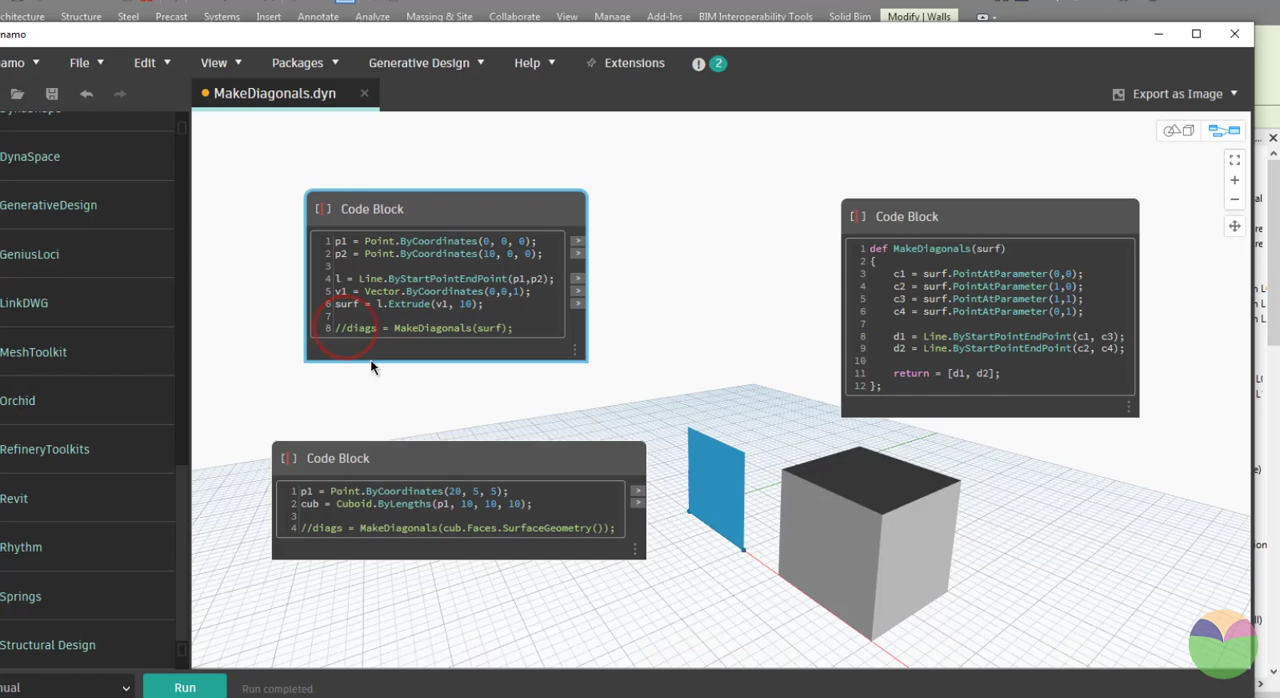 Structure Steel Precast Systems Insert Annotate Analyze Massing & Site Collaborate View Manage Add-Ins BIM Interoperability Tools Solid Bim Modify | Walls
File Edit View Packages Generative Design Help Extensions 2
MakeDiagonals.dyn
Export as Image
DynaSpace
GenerativeDesign
GeniusLoci
LinkDWG
MeshToolkit
Orchid
RefineryToolkits
Revit
Rhythm
Springs
Structural Design
Code Block
1 p1 = Point.ByCoordinates(0, 0, 0);
2 p2 = Point.ByCoordinates(10, 0, 0);
3
4 l = Line.ByStartPointEndPoint(p1,p2);
5 v1 = Vector.ByCoordinates(0,0,1);
6 surf = l.Extrude(v1, 10);
7
8 //diags = MakeDiagonals(surf);
Code Block
1 def MakeDiagonals(surf)
2 {
3 c1 = surf.PointAtParameter(0,0);
4 c2 = surf.PointAtParameter(1,0);
5 c3 = surf.PointAtParameter(1,1);
6 c4 = surf.PointAtParameter(0,1);
7
8 d1 = Line.ByStartPointEndPoint(c1, c3);
9 d2 = Line.ByStartPointEndPoint(c2, c4);
10
11 return = [d1, d2];
12 };
Code Block
1 p1 = Point.ByCoordinates(20, 5, 5);
2 cub = Cuboid.ByLengths(p1, 10, 10, 10);
3
4 //diags = MakeDiagonals(cub.Faces.SurfaceGeometry());
Run Run completed